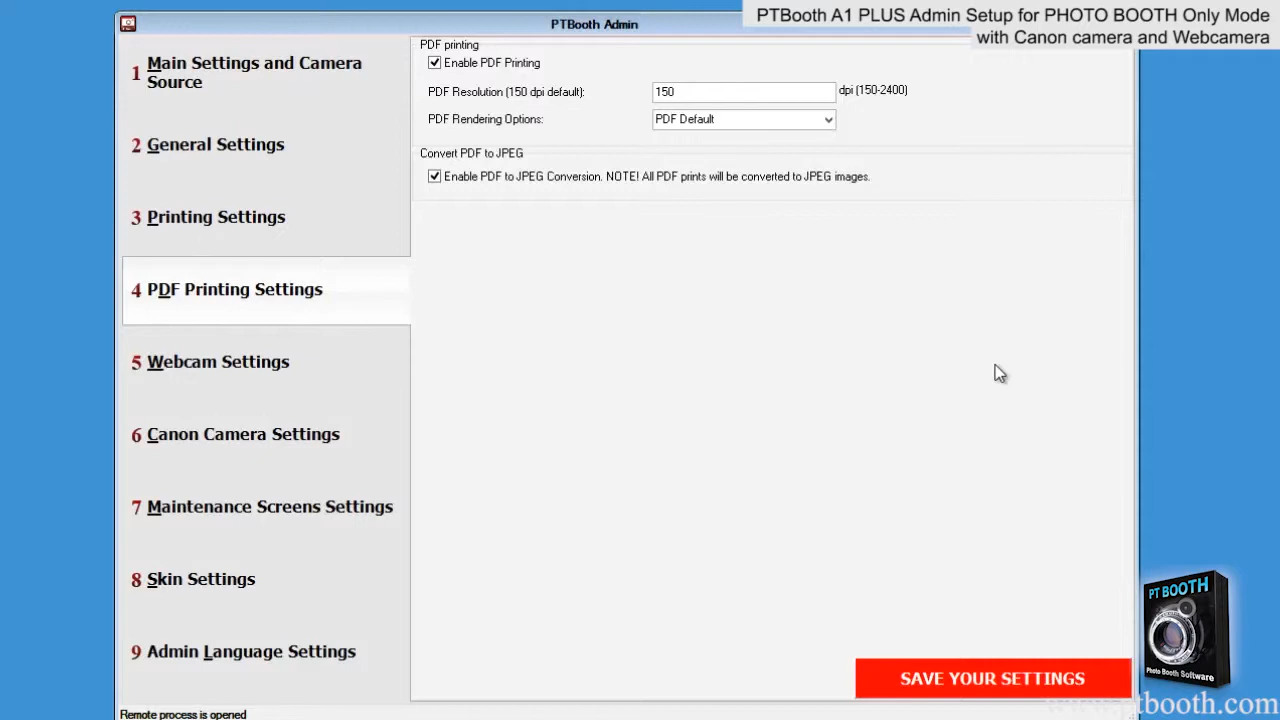 PTBooth A1 PLUS Admin Setup for PHOTO BOOTH Only Mode
with Canon camera and Webcamera
PTBooth Admin
1 Main Settings and Camera
Source
2 General Settings
3 Printing Settings
4 PDF Printing Settings
5 Webcam Settings
6 Canon Camera Settings
7 Maintenance Screens Settings
8 Skin Settings
9 Admin Language Settings
PDF printing
Enable PDF Printing
PDF Resolution (150 dpi default): 150 dpi (150-2400)
PDF Rendering Options: PDF Default
Convert PDF to JPEG
Enable PDF to JPEG Conversion. NOTE! All PDF prints will be converted to JPEG images.
SAVE YOUR SETTINGS
PT BOOTH
Photo Booth Software
www.ptbooth.com
Remote process is opened